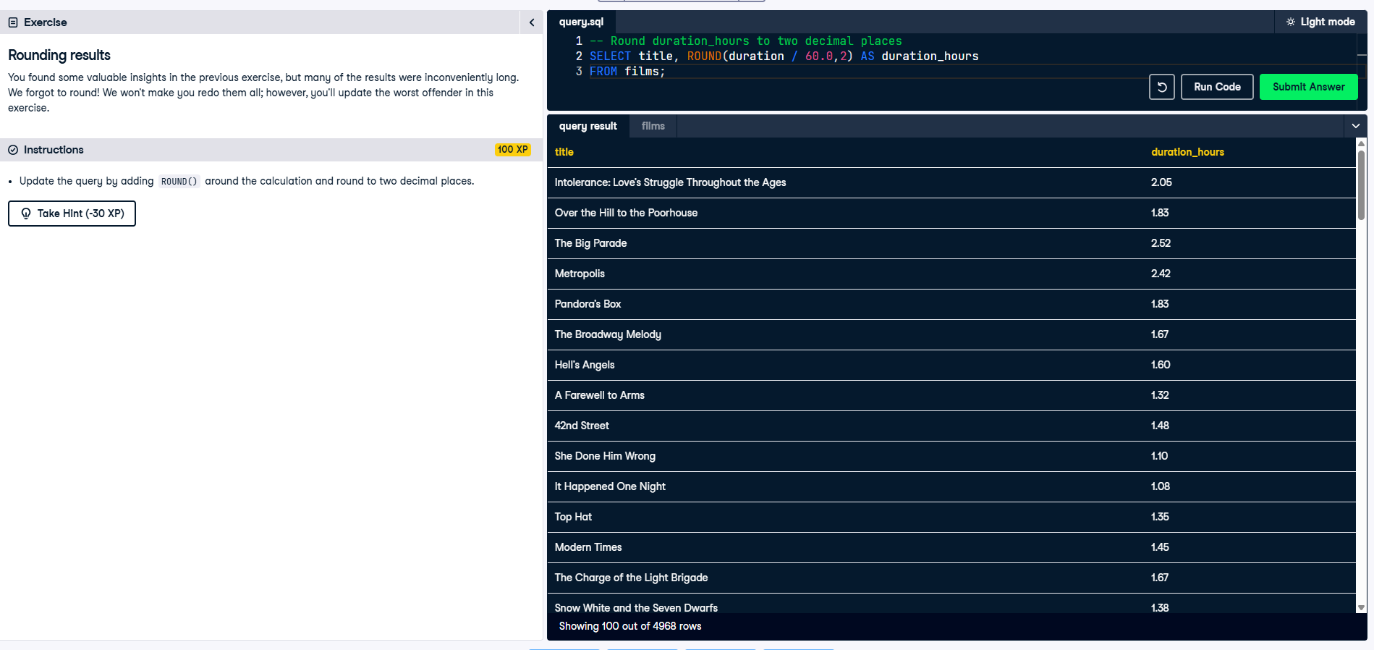 Exercise
Rounding results
You found some valuable insights in the previous exercise, but many of the results were inconveniently long.
We forgot to round! We won't make you redo them all; however, you'll update the worst offender in this
exercise.
Instructions
100 XP
• Update the query by adding ROUND() around the calculation and round to two decimal places.
Take Hint (-30 XP)
query.sql
Light mode
1 -- Round duration_hours to two decimal places
2 SELECT title, ROUND(duration / 60.0,2) AS duration_hours
3 FROM films;
Run Code
Submit Answer
query result
films
title duration_hours
Intolerance: Love's Struggle Throughout the Ages 2.05
Over the Hill to the Poorhouse 1.83
The Big Parade 2.52
Metropolis 2.42
Pandora's Box 1.83
The Broadway Melody 1.67
Hell's Angels 1.60
A Farewell to Arms 1.32
42nd Street 1.48
She Done Him Wrong 1.10
It Happened One Night 1.08
Top Hat 1.35
Modern Times 1.45
The Charge of the Light Brigade 1.67
Snow White and the Seven Dwarfs 1.38
Showing 100 out of 4968 rows